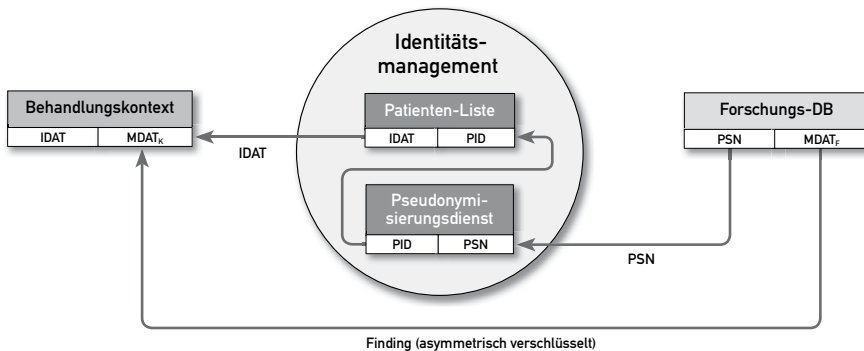 Identitäts-
management
Behandlungskontext
IDAT MDATK
Patienten-Liste
IDAT PID
Forschungs-DB
PSN MDATF
IDAT
Pseudonymi-
sierungsdienst
PID PSN
PSN
Finding (asymmetrisch verschlüsselt)